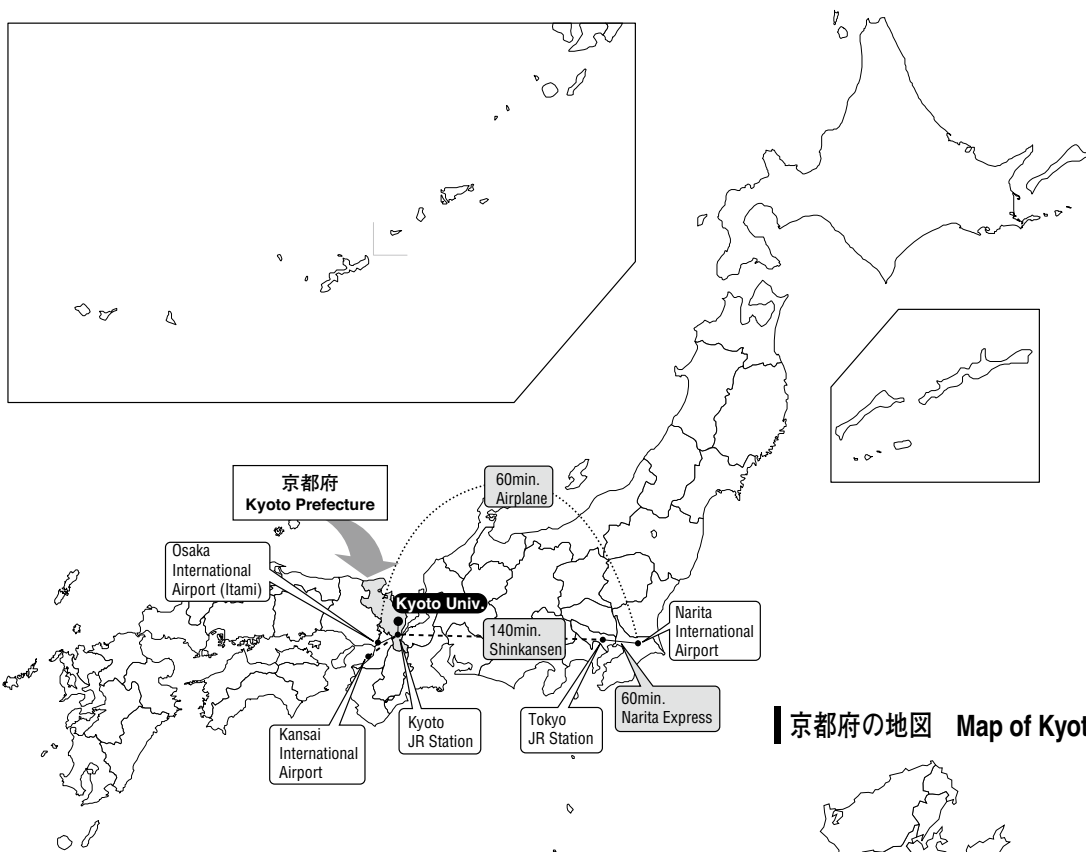 京都府
Kyoto Prefecture
60min.
Airplane
Osaka
International
Airport (Itami)
Kyoto Univ.
140min.
Shinkansen
Narita
International
Airport
60min.
Narita Express
Kansai
International
Airport
Kyoto
JR Station
Tokyo
JR Station
京都府の地図 Map of Kyot